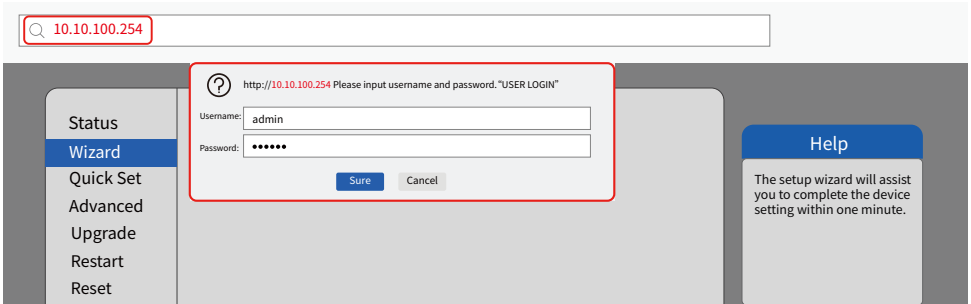 10.10.100.254
http://10.10.100.254 Please input username and password. “USER LOGIN”
Username: admin
Password: ••••••
Sure Cancel
Status
Wizard
Quick Set
Advanced
Upgrade
Restart
Reset
Help
The setup wizard will assist
you to complete the device
setting within one minute.